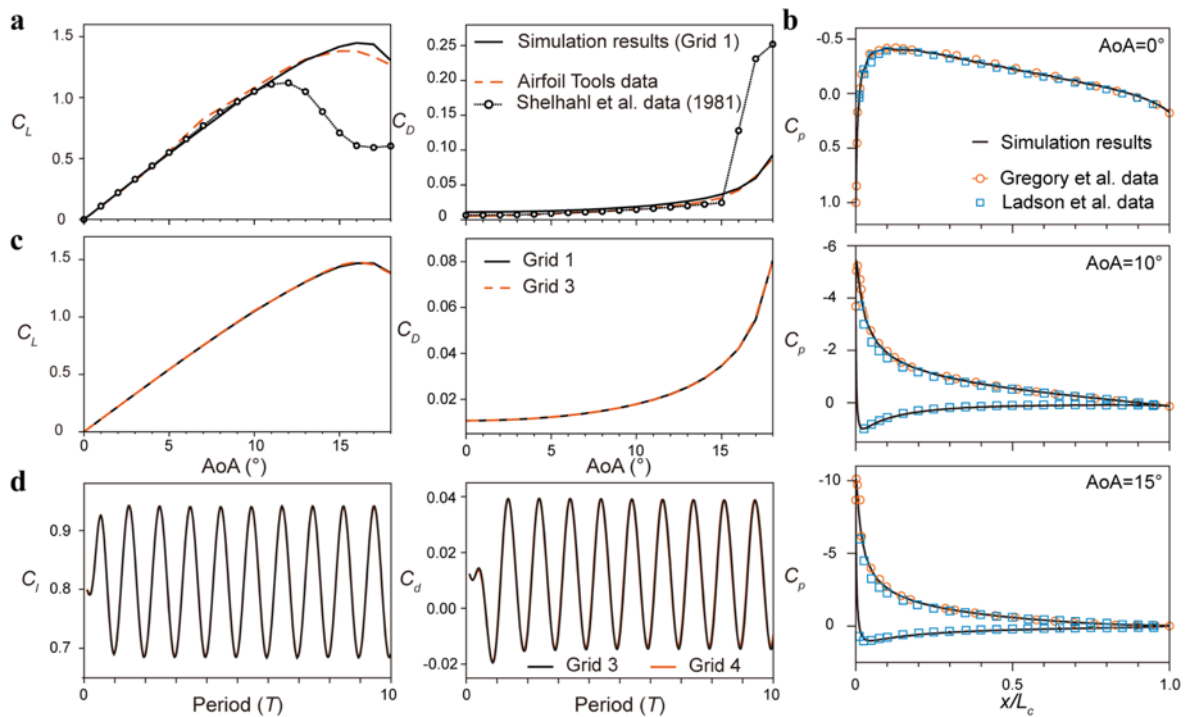 a
1.5
1.0
0.5
0
C_L
0.25
0.20
0.15
0.10
0.05
0
C_D
Simulation results (Grid 1)
Airfoil Tools data
Shelhahl et al. data (1981)
b
-0.5
0.0
0.5
1.0
C_p
AoA=0°
Simulation results
Gregory et al. data
Ladson et al. data
c
1.5
1.0
0.5
0
C_L
0 5 10 15
AoA (°)
0.08
0.06
0.04
0.02
C_D
Grid 1
Grid 3
0 5 10 15
AoA (°)
-6
-4
-2
0
C_p
AoA=10°
d
0.9
0.8
0.7
C_l
0 10
Period (T)
0.04
0.02
0.00
-0.02
C_d
Grid 3 Grid 4
0 10
Period (T)
-10
-5
0
C_p
AoA=15°
0 0.5 1.0
x/L_c